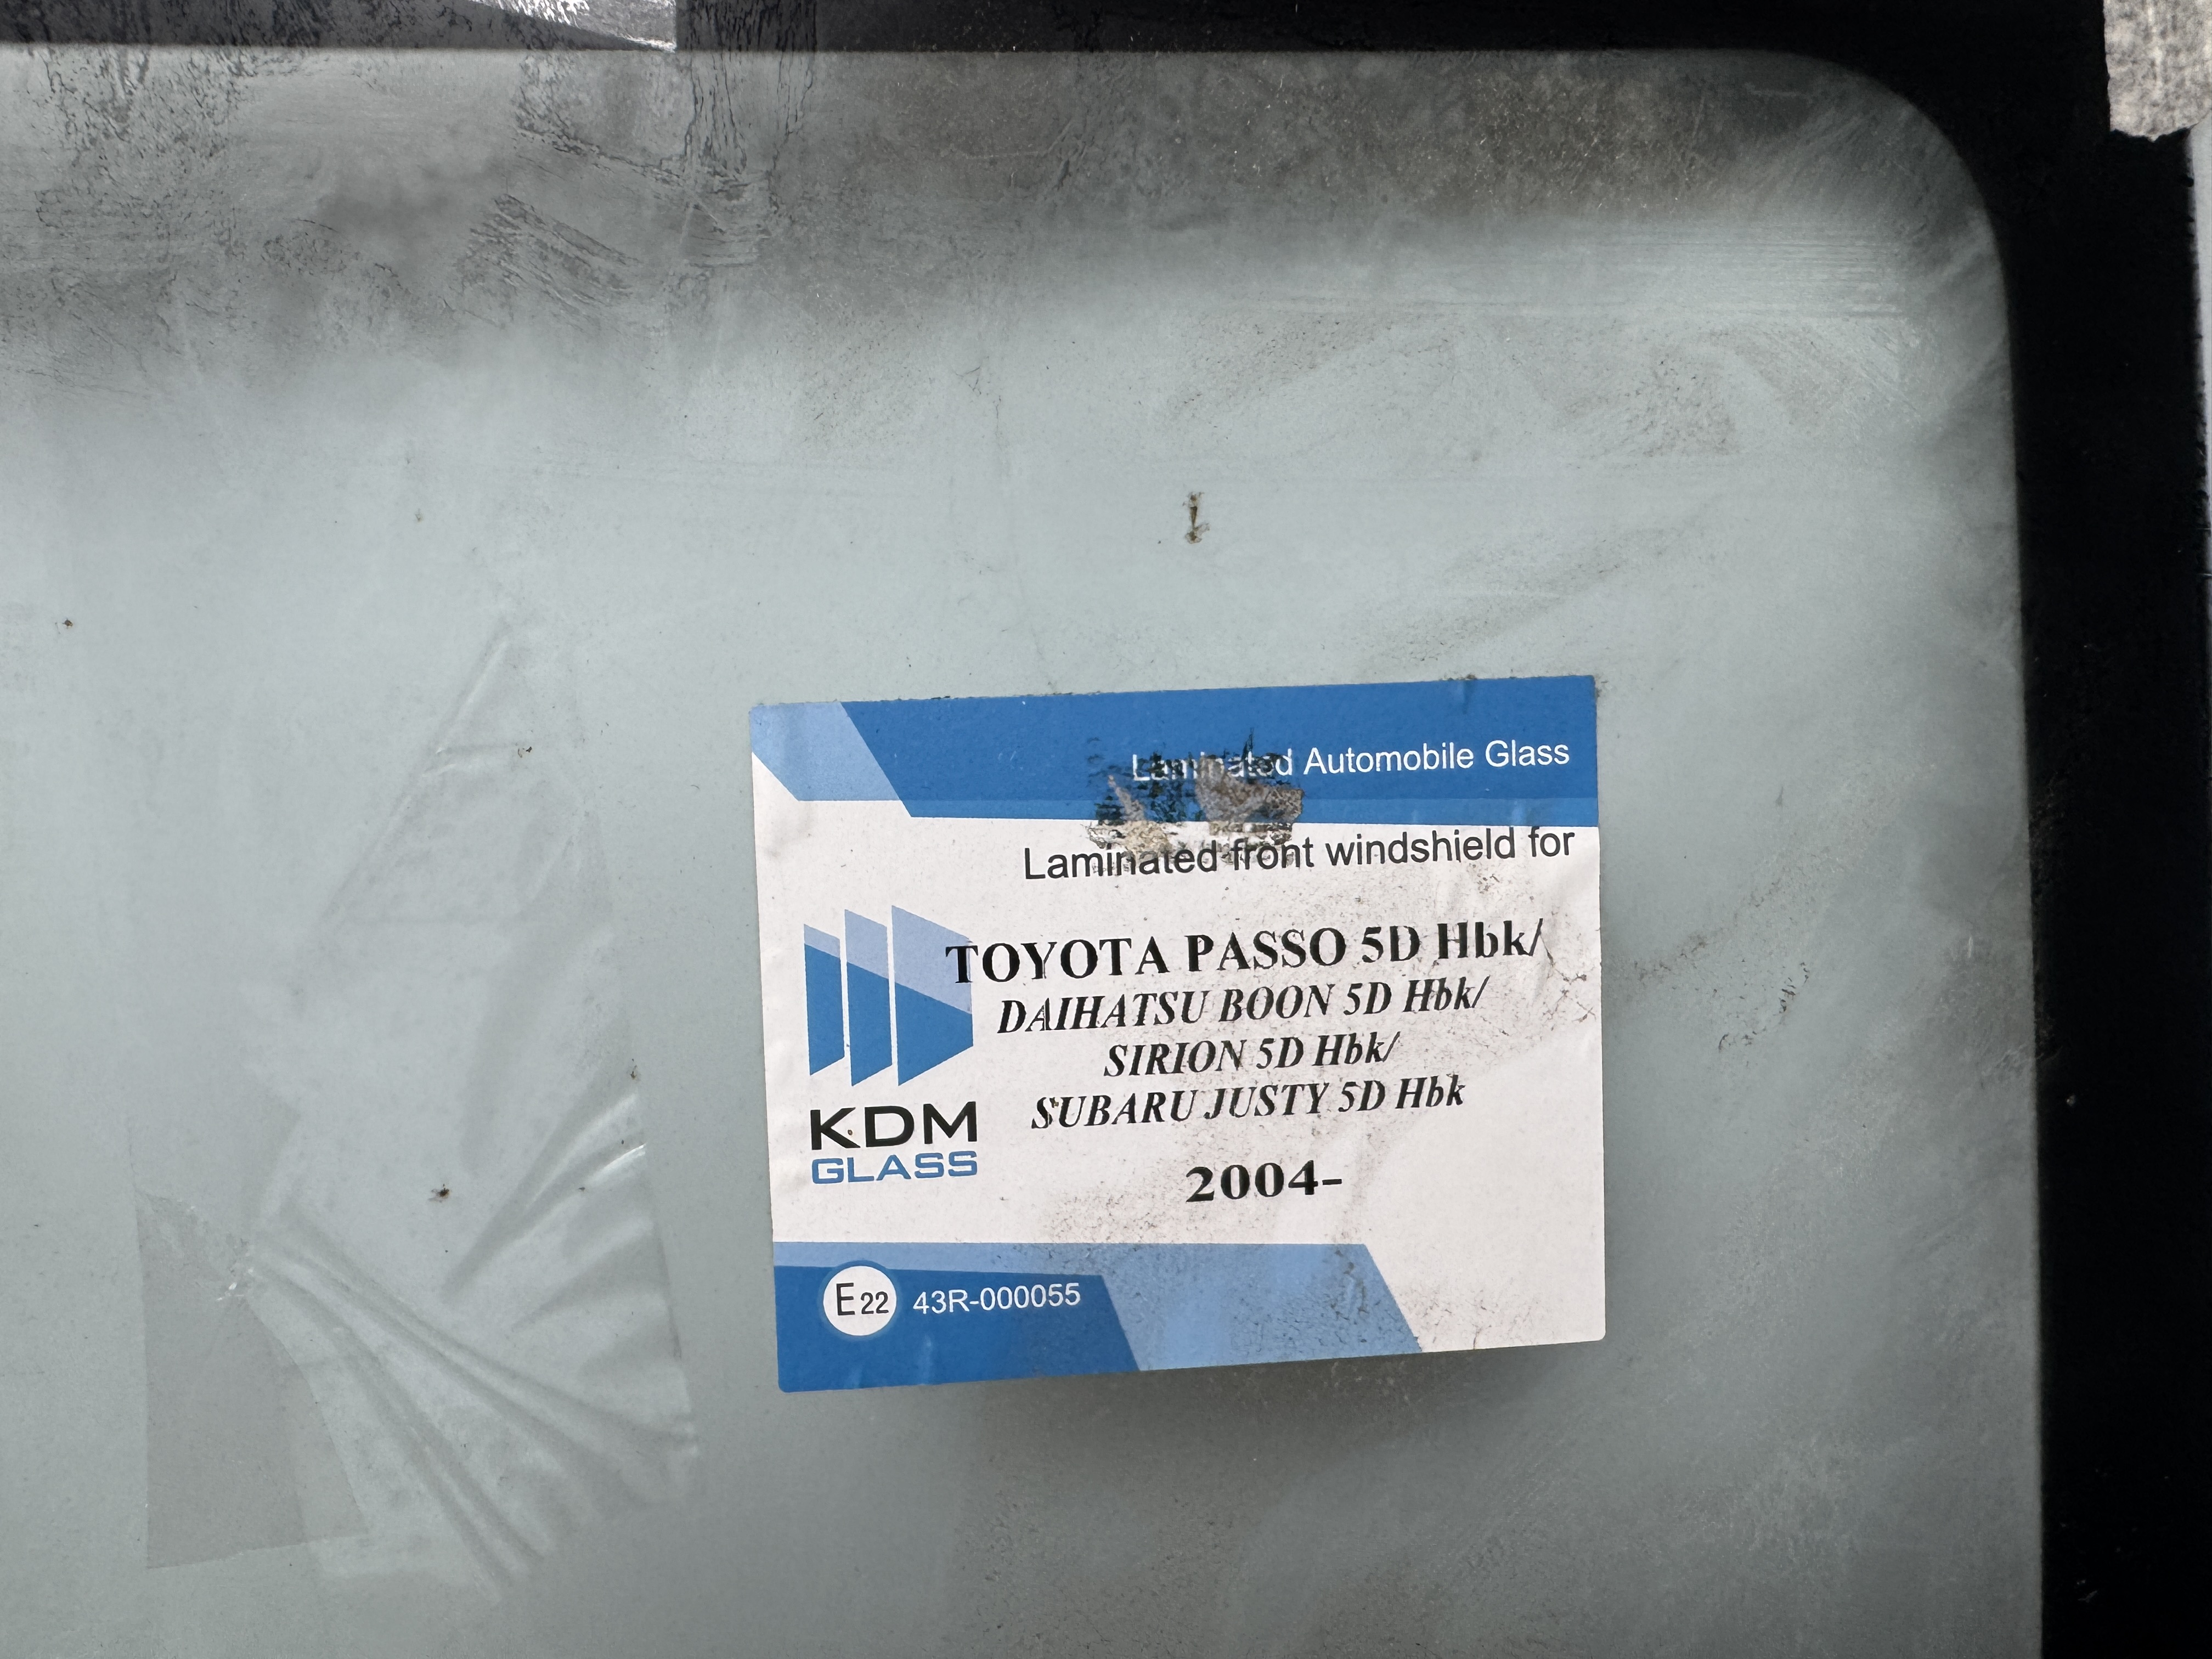 Laminated Automobile Glass
Laminated front windshield for
TOYOTA PASSO 5D Hbk/
DAIHATSU BOON 5D Hbk/
SIRION 5D Hbk/
SUBARU JUSTY 5D Hbk
2004-
KDM
GLASS
E22 43R-000055